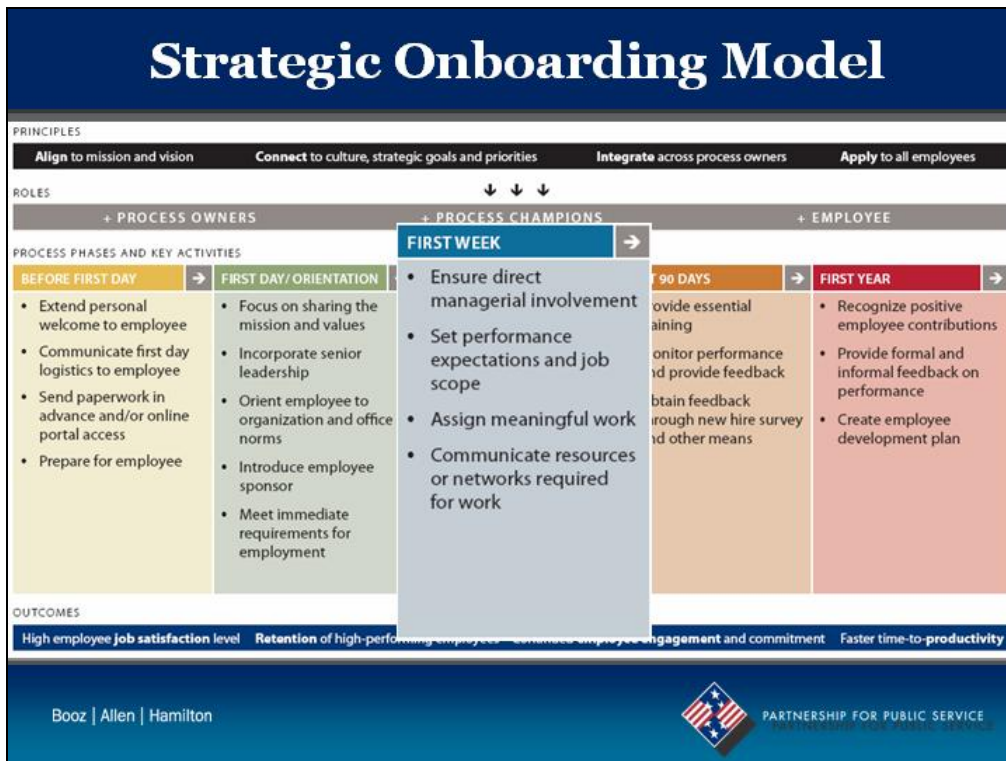 Strategic Onboarding Model
PRINCIPLES
Align to mission and vision Connect to culture, strategic goals and priorities Integrate across process owners Apply to all employees
ROLES
+ PROCESS OWNERS + PROCESS CHAMPIONS + EMPLOYEE
PROCESS PHASES AND KEY ACTIVITIES
BEFORE FIRST DAY
• Extend personal
welcome to employee
• Communicate first day
logistics to employee
• Send paperwork in
advance and/or online
portal access
• Prepare for employee
FIRST DAY/ORIENTATION
• Focus on sharing the
mission and values
• Incorporate senior
leadership
• Orient employee to
organization and office
norms
• Introduce employee
sponsor
• Meet immediate
requirements for
employment
FIRST WEEK
• Ensure direct
managerial involvement
• Set performance
expectations and job
scope
• Assign meaningful work
• Communicate resources
or networks required
for work
90 DAYS
essential
performance
provide feedback
feedback
new hire survey
other means
FIRST YEAR
• Recognize positive
employee contributions
• Provide formal and
informal feedback on
performance
• Create employee
development plan
OUTCOMES
High employee job satisfaction level Retention of high-performing employees engagement and commitment Faster time-to-productivity
Booz | Allen | Hamilton
PARTNERSHIP FOR PUBLIC SERVICE